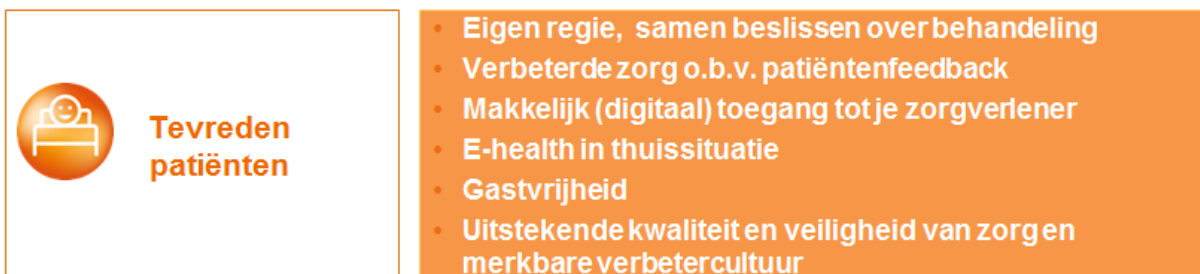 Tevreden
patiënten
• Eigen regie, samen beslissen over behandeling
• Verbeterde zorg o.b.v. patiëntenfeedback
• Makkelijk (digitaal) toegang tot je zorgverlener
• E-health in thuissituatie
• Gastvrijheid
• Uitstekende kwaliteit en veiligheid van zorg en
merkbare verbetercultuur